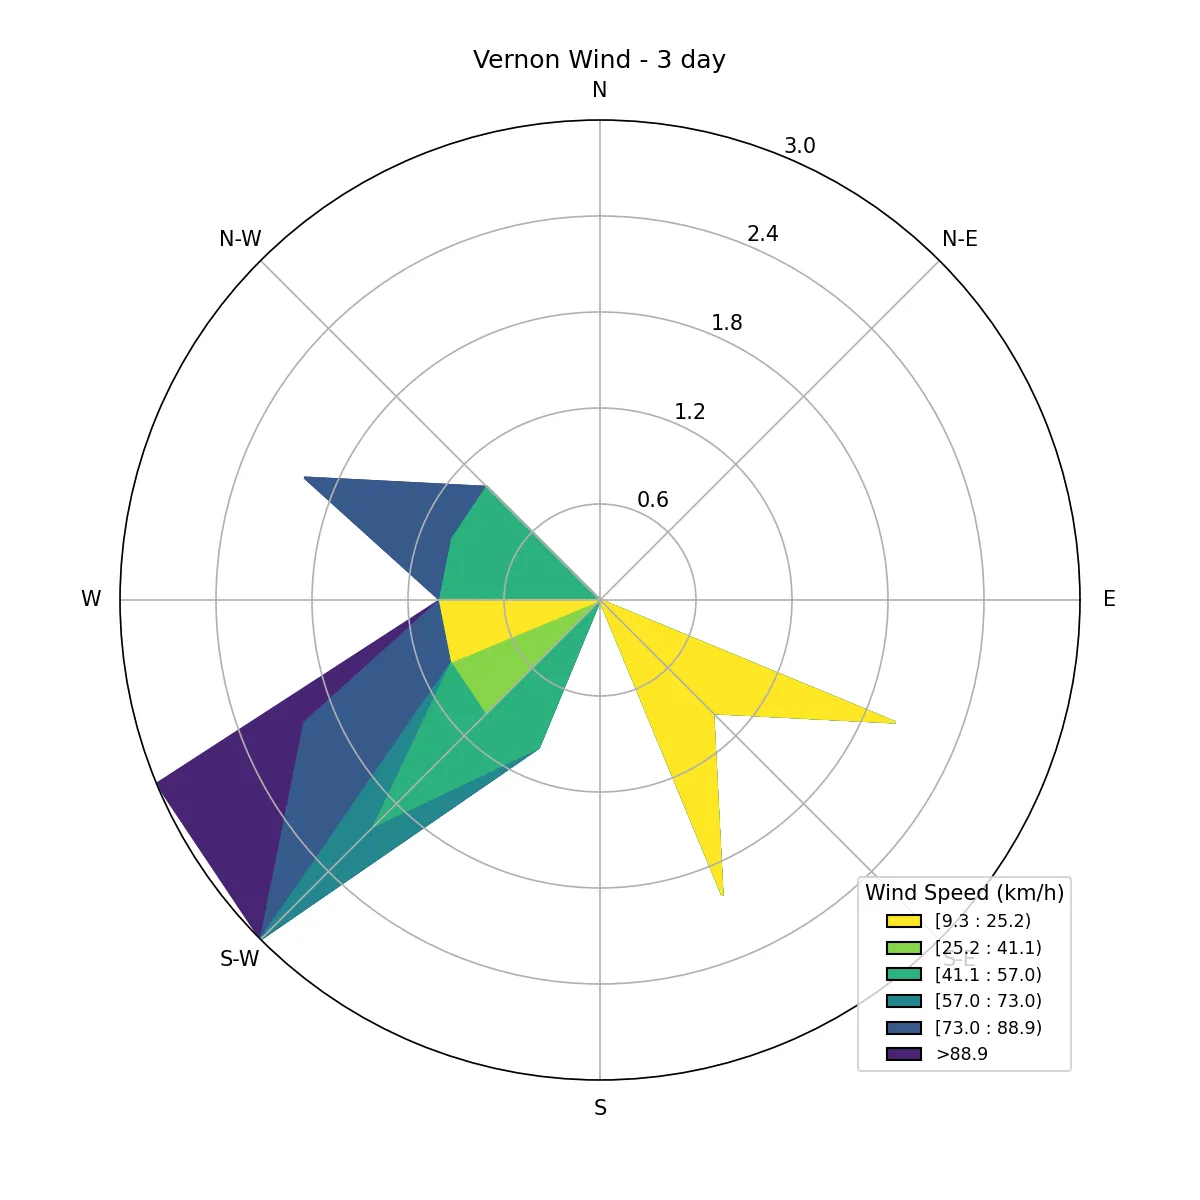 Vernon Wind - 3 day
N
3.0
2.4
N-W
N-E
1.8
1.2
0.6
W
E
S-W
S-E
Wind Speed (km/h)
[9.3 : 25.2)
[25.2 : 41.1)
[41.1 : 57.0)
[57.0 : 73.0)
[73.0 : 88.9)
>88.9
S